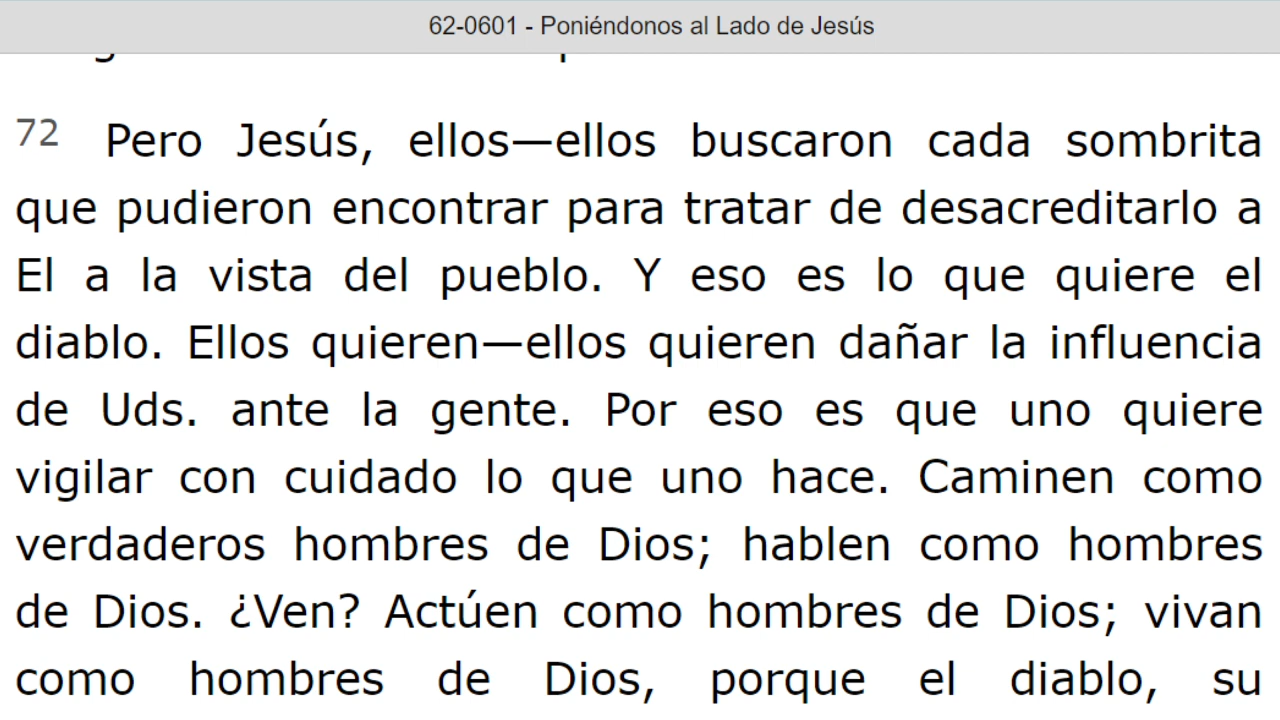 62-0601 - Poniéndonos al Lado de Jesús
72 Pero Jesús, ellos—ellos buscaron cada sombrita
que pudieron encontrar para tratar de desacreditarlo a
El a la vista del pueblo. Y eso es lo que quiere el
diablo. Ellos quieren—ellos quieren dañar la influencia
de Uds. ante la gente. Por eso es que uno quiere
vigilar con cuidado lo que uno hace. Caminen como
verdaderos hombres de Dios; hablen como hombres
de Dios. ¿Ven? Actúen como hombres de Dios; vivan
como hombres de Dios, porque el diablo, su